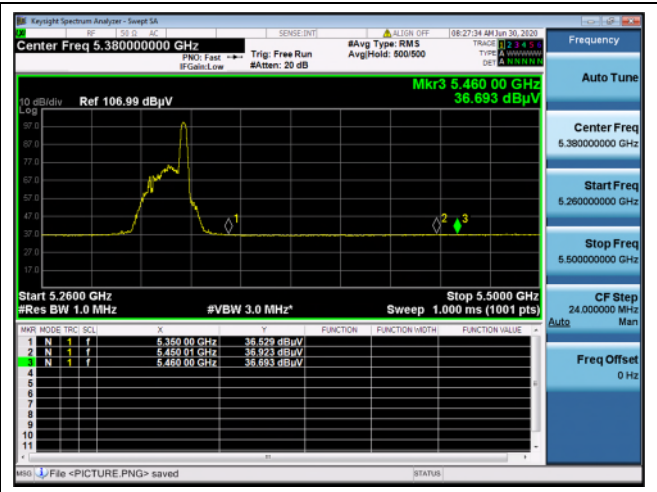 Keysight Spectrum Analyzer - Swept SA
RF 50 Ω AC SENSE:INT ALIGN OFF 08:27:34 AM Jun 30, 2020
Center Freq 5.380000000 GHz
PNO: Fast
IFGain:Low
Trig: Free Run
#Atten: 20 dB
#Avg Type: RMS
Avg|Hold: 500/500
TRACE 1 2 3 4 5 6
TYPE A WWWWW
DET A N N N N N
Mkr3 5.460 00 GHz
36.693 dBµV
10 dB/div Ref 106.99 dBµV
Log
97.0
87.0
77.0
67.0
57.0
47.0
37.0
27.0
17.0
1
2
3
Start 5.2600 GHz Stop 5.5000 GHz
#Res BW 1.0 MHz #VBW 3.0 MHz* Sweep 1.000 ms (1001 pts)
MKR MODE TRC SCL X Y FUNCTION FUNCTION WIDTH FUNCTION VALUE
1 N 1 f 5.350 00 GHz 36.529 dBµV
2 N 1 f 5.450 01 GHz 36.923 dBµV
3 N 1 f 5.460 00 GHz 36.693 dBµV
4
5
6
7
8
9
10
11
MSG File <PICTURE.PNG> saved STATUS
Frequency
Auto Tune
Center Freq
5.380000000 GHz
Start Freq
5.260000000 GHz
Stop Freq
5.500000000 GHz
CF Step
24.000000 MHz
Auto Man
Freq Offset
0 Hz